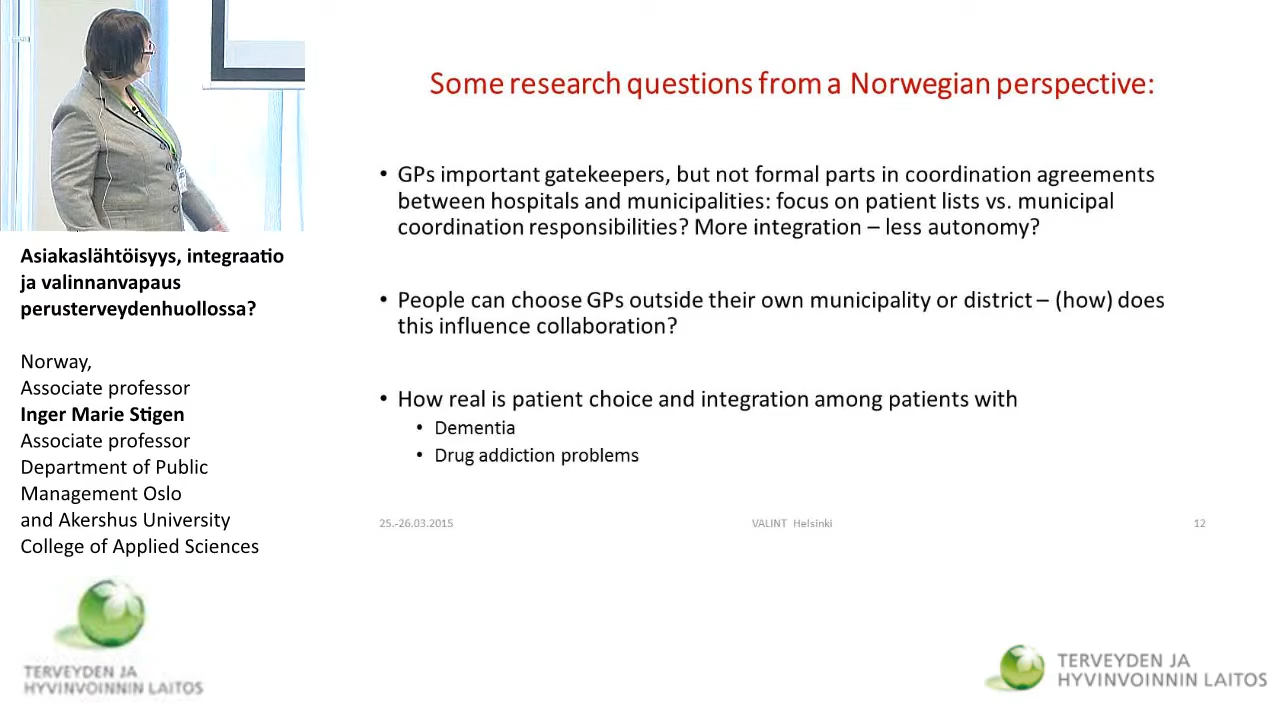 Some research questions from a Norwegian perspective:
• GPs important gatekeepers, but not formal parts in coordination agreements
between hospitals and municipalities: focus on patient lists vs. municipal
coordination responsibilities? More integration – less autonomy?
• People can choose GPs outside their own municipality or district – (how) does
this influence collaboration?
• How real is patient choice and integration among patients with
• Dementia
• Drug addiction problems
25.-26.03.2015
VALINT Helsinki
12
Asiakaslähtöisyys, integraatio
ja valinnanvapaus
perusterveydenhuollossa?
Norway,
Associate professor
Inger Marie Stigen
Associate professor
Department of Public
Management Oslo
and Akershus University
College of Applied Sciences
TERVEYDEN JA
HYVINVOINNIN LAITOS
TERVEYDEN JA
HYVINVOINNIN LAITOS